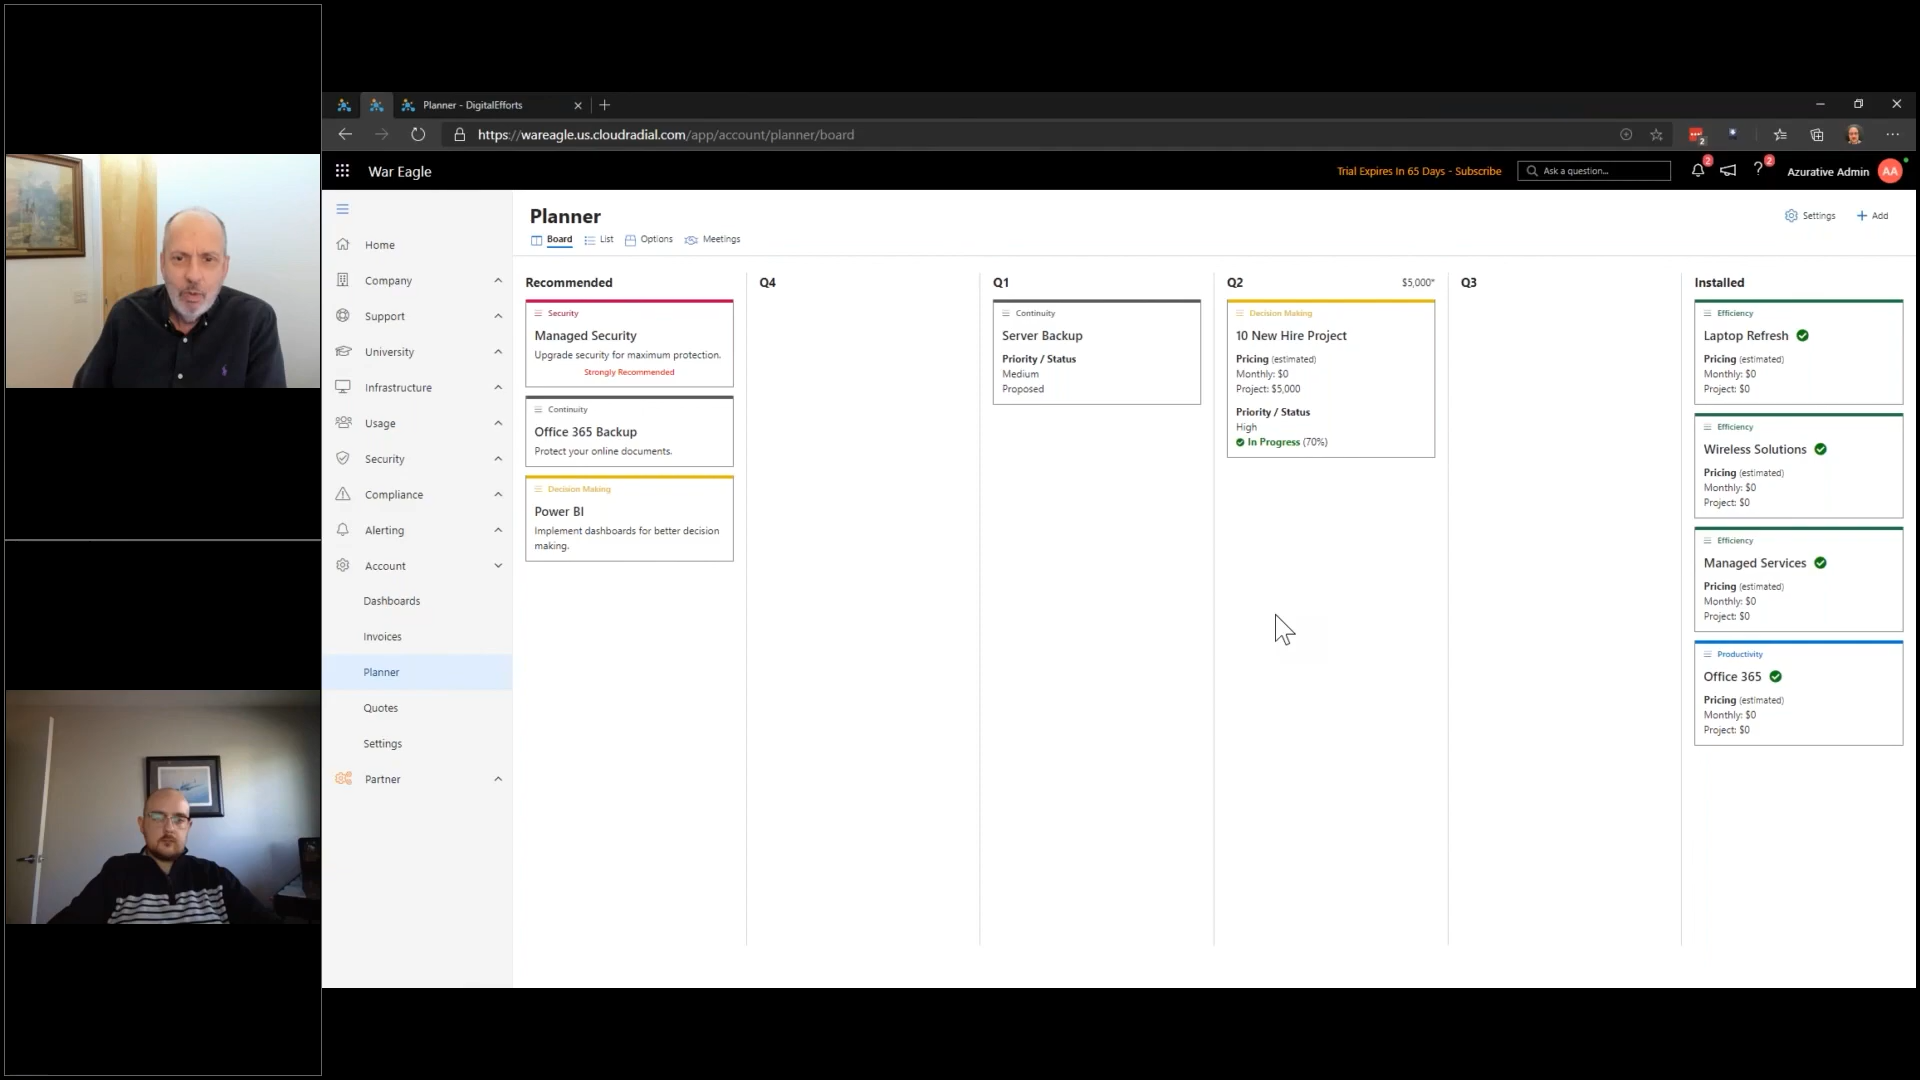 Planner - DigitalEfforts
https://wareagle.us.cloudradial.com/app/account/planner/board
2
War Eagle
Trial Expires In 65 Days - Subscribe
Ask a question...
2
2
Azurative Admin
AA
Planner
Settings
Add
Board
List
Options
Meetings
Home
Company
Support
University
Infrastructure
Usage
Security
Compliance
Alerting
Account
Dashboards
Invoices
Planner
Quotes
Settings
Partner
Recommended
Security
Managed Security
Upgrade security for maximum protection.
Strongly Recommended
Continuity
Office 365 Backup
Protect your online documents.
Decision Making
Power BI
Implement dashboards for better decision
making.
Q4
Q1
Continuity
Server Backup
Priority / Status
Medium
Proposed
Q2
$5,000*
Decision Making
10 New Hire Project
Pricing (estimated)
Monthly: $0
Project: $5,000
Priority / Status
High
In Progress (70%)
Q3
Installed
Efficiency
Laptop Refresh
Pricing (estimated)
Monthly: $0
Project: $0
Efficiency
Wireless Solutions
Pricing (estimated)
Monthly: $0
Project: $0
Efficiency
Managed Services
Pricing (estimated)
Monthly: $0
Project: $0
Productivity
Office 365
Pricing (estimated)
Monthly: $0
Project: $0